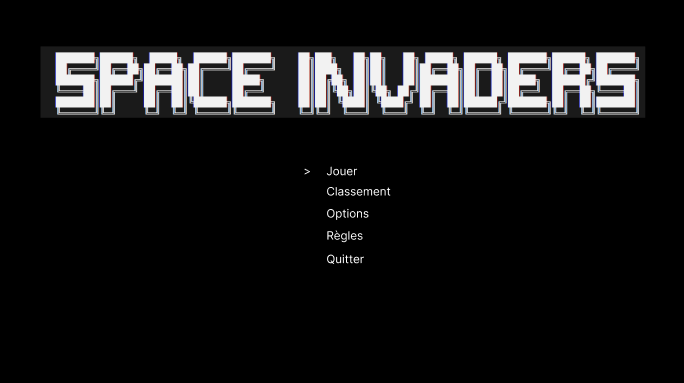 SPACE INVADERS
> Jouer
Classement
Options
Règles
Quitter